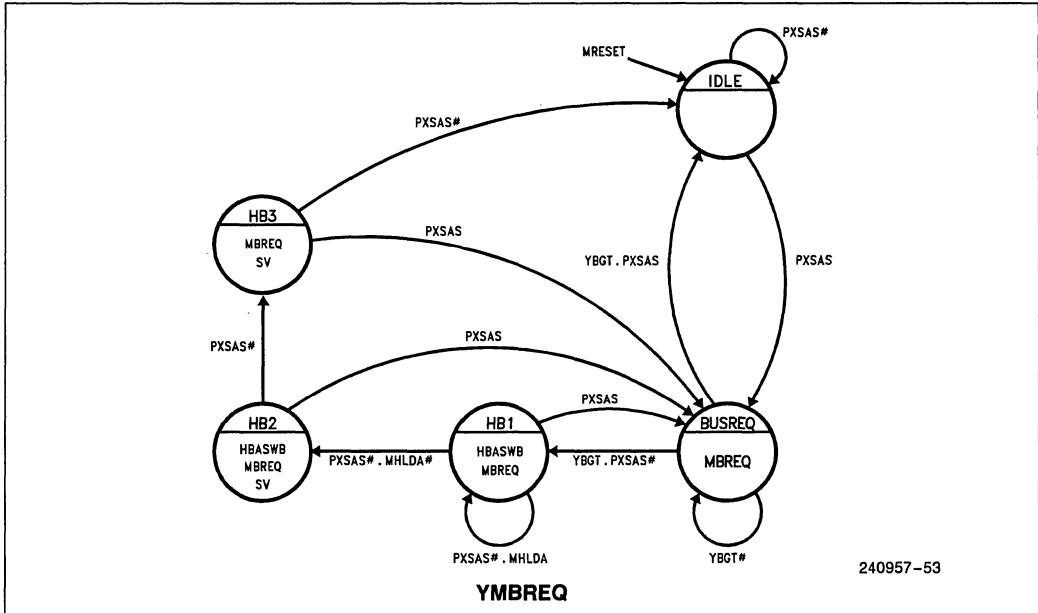 PXSAS#
MRESET
IDLE
PXSAS#
HB3
MBREQ
SV
PXSAS
YBGT.PXSAS
PXSAS
PXSAS#
PXSAS
HB2
HBASWB
MBREQ
SV
PXSAS#.MHLDA#
HB1
HBASWB
MBREQ
PXSAS
YBGT.PXSAS#
BUSREQ
MBREQ
PXSAS#.MHLDA
YBGT#
240957-53
YMBREQ